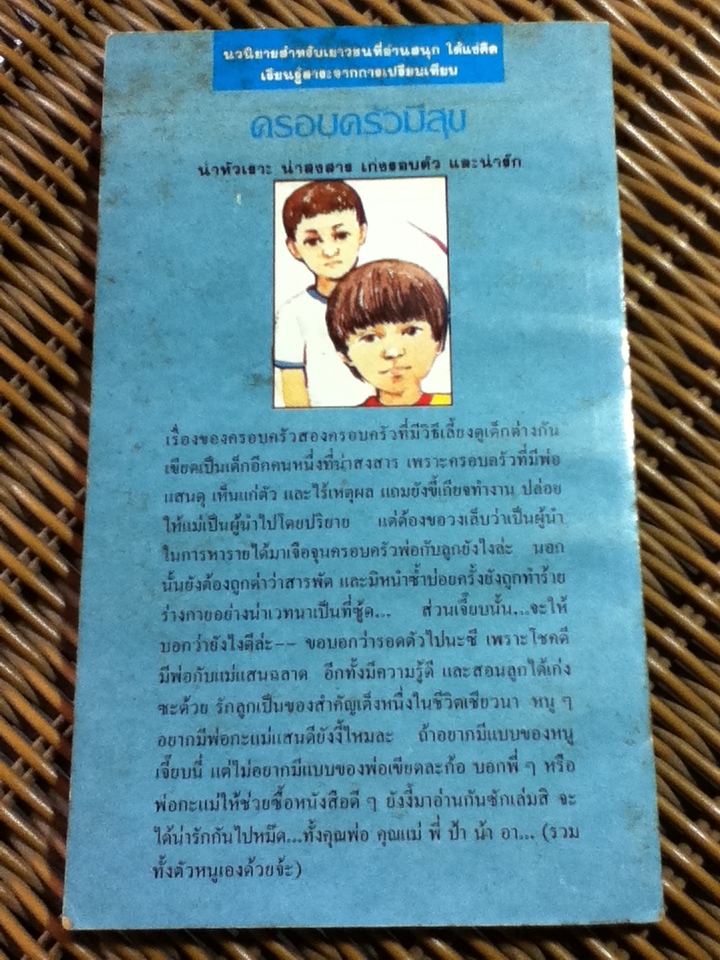 นวนิยายสำหรับเยาวชนที่อ่านสนุก ได้แง่คิด
เรียนรู้สาระจากการเปรียบเทียบ
ครอบครัวมีสุข
น่าหัวเราะ น่าสงสาร เก่งรอบตัว และน่ารัก
เรื่องของครอบครัวสองครอบครัวที่มีวิธีเลี้ยงดูเด็กต่างกัน
เขียดเป็นเด็กอีกคนหนึ่งที่น่าสงสาร เพราะครอบครัวที่มีพ่อ
แสนดุ เห็นแก่ตัว และไร้เหตุผล แถมยังขี้เกียจทำงาน ปล่อย
ให้แม่เป็นผู้นำไปโดยปริยาย แต่ต้องขอวงเล็บว่าเป็นผู้นำ
ในการหารายได้มาเจือจุนครอบครัวพ่อกับลูกยังไงล่ะ นอก
นั้นยังต้องถูกด่าว่าสารพัด และมิหนำซ้ำบ่อยครั้งยังถูกทำร้าย
ร่างกายอย่างน่าเวทนาเป็นที่ซู้ด... ส่วนเจี๊ยบนั้น...จะให้
บอกว่ายังไงดีล่ะ-- ขอบอกว่ารอดตัวไปนะซี เพราะโชคดี
มีพ่อกับแม่แสนฉลาด อีกทั้งมีความรู้ดี และสอนลูกได้เก่ง
ซะด้วย รักลูกเป็นของสำคัญเต็งหนึ่งในชีวิตเชียวนา หนู ๆ
อยากมีพ่อกะแม่แสนดียังงี้ไหมละ ถ้าอยากมีแบบของหนู
เจี๊ยบนี่ แต่ไม่อยากมีแบบของพ่อเขียดละก้อ บอกพี่ ๆ หรือ
พ่อกะแม่ให้ช่วยซื้อหนังสือดี ๆ ยังงี้มาอ่านกันซักเล่มสิ จะ
ได้น่ารักกันไปหม๊ด...ทั้งคุณพ่อ คุณแม่ พี่ ป้า น้า อา... (รวม
ทั้งตัวหนูเองด้วยจ้ะ)